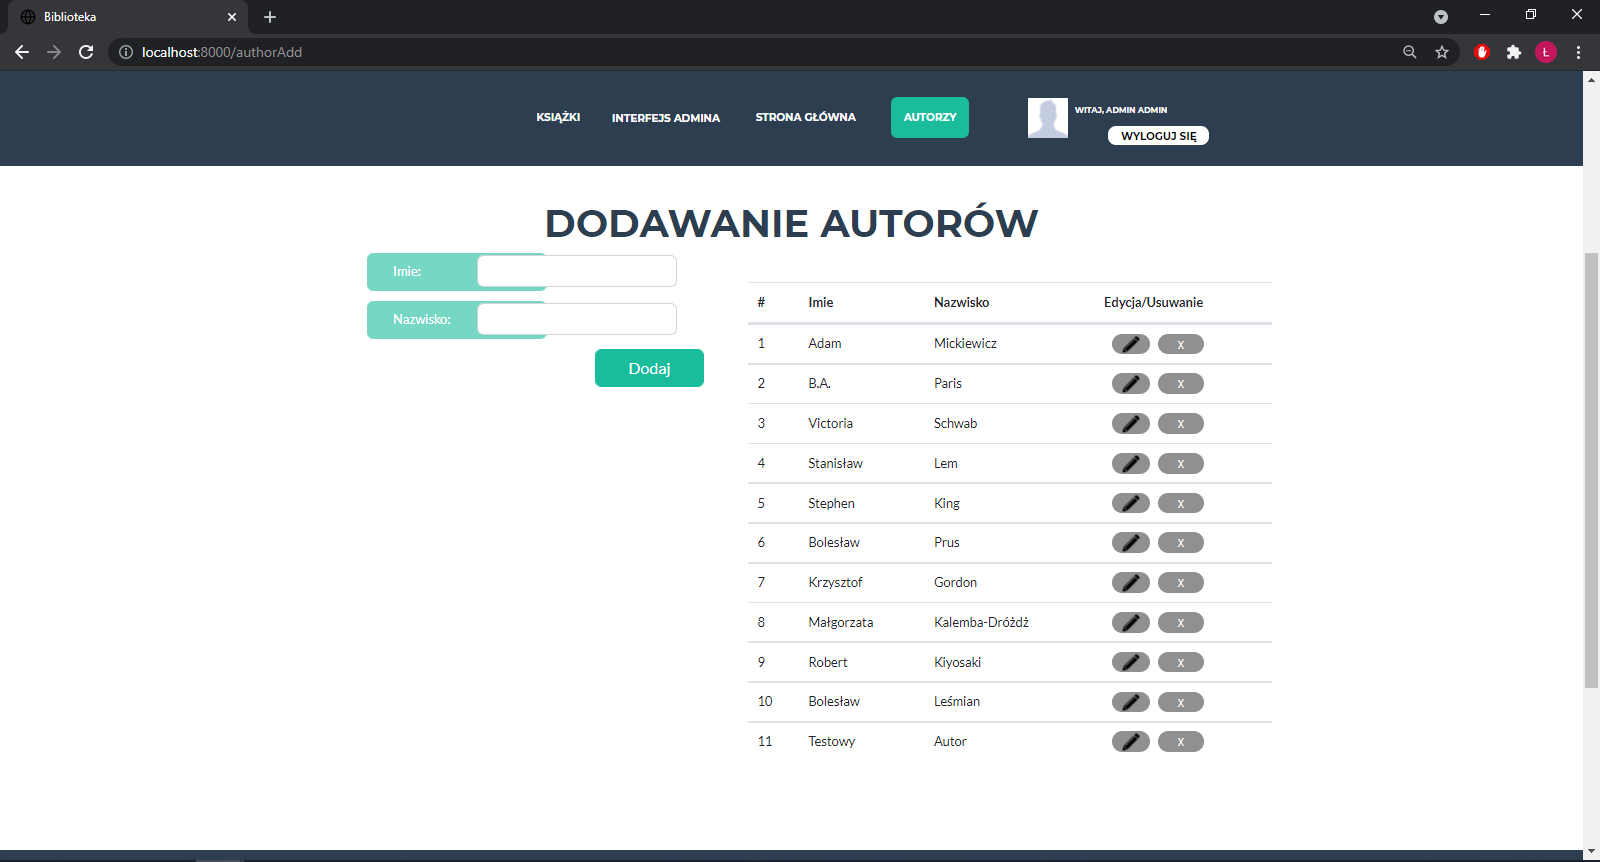 Biblioteka
localhost:8000/authorAdd
Ł
KSIĄŻKI
INTERFEJS ADMINA
STRONA GŁÓWNA
AUTORZY
WITAJ, ADMIN ADMIN
WYLOGUJ SIĘ
DODAWANIE AUTORÓW
Imie:
Nazwisko:
Dodaj
# Imie Nazwisko Edycja/Usuwanie
1 Adam Mickiewicz X
2 B.A. Paris X
3 Victoria Schwab X
4 Stanisław Lem X
5 Stephen King X
6 Bolesław Prus X
7 Krzysztof Gordon X
8 Małgorzata Kalemba-Dróżdż X
9 Robert Kiyosaki X
10 Bolesław Leśmian X
11 Testowy Autor X